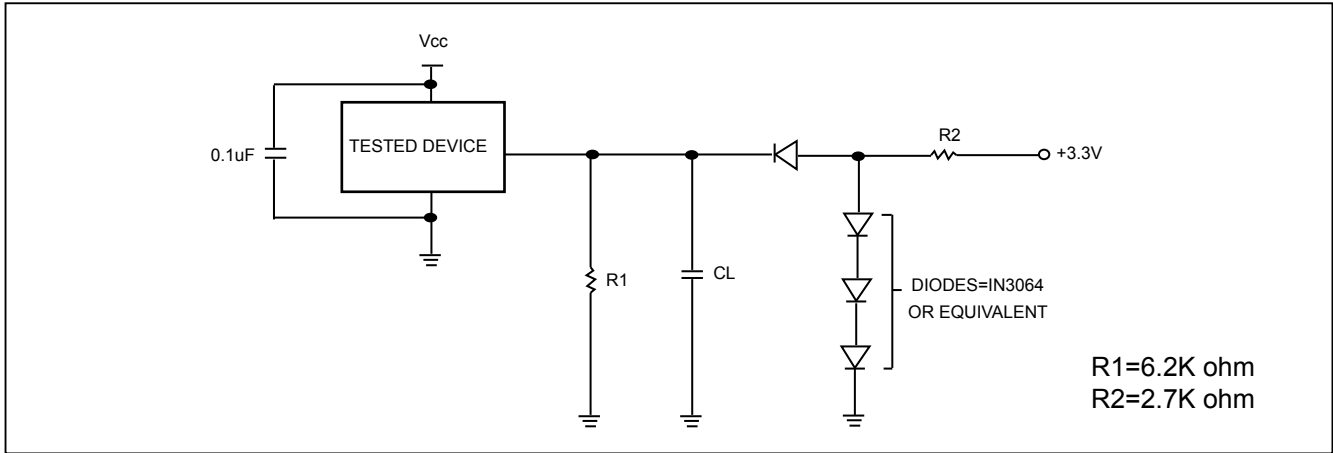 Vcc
TESTED DEVICE
0.1uF
R2
+3.3V
R1
CL
DIODES=IN3064
OR EQUIVALENT
R1=6.2K ohm
R2=2.7K ohm